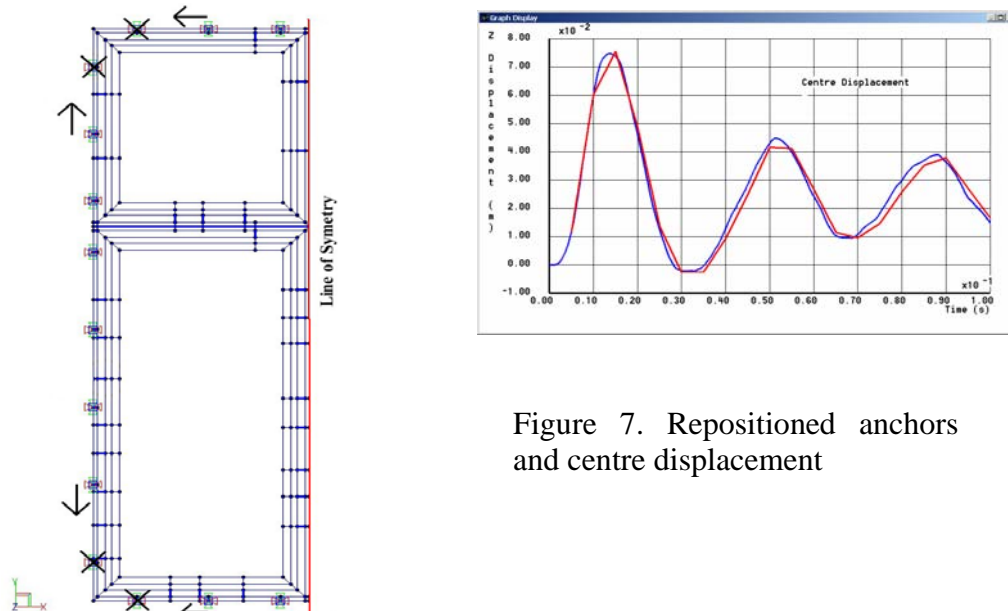 Line of Symetry
Y
Z
X
Graph Display
Z Displacement (m)
x10⁻²
8.00
7.00
6.00
5.00
4.00
3.00
2.00
1.00
0.00
-1.00
Centre Displacement
0.00 0.10 0.20 0.30 0.40 0.50 0.60 0.70 0.80 0.90 1.00
x10⁻¹
Time (s)
Figure 7. Repositioned anchors
and centre displacement